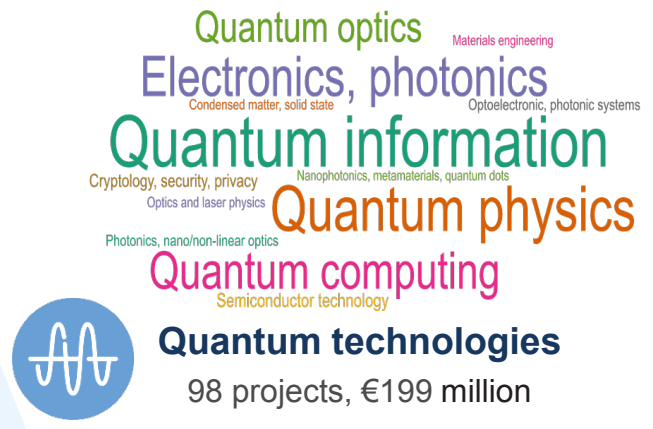 Quantum optics
Materials engineering
Electronics, photonics
Condensed matter, solid state
Optoelectronic, photonic systems
Quantum information
Nanophotonics, metamaterials, quantum dots
Cryptology, security, privacy
Optics and laser physics
Quantum physics
Photonics, nano/non-linear optics
Quantum computing
Semiconductor technology
Quantum technologies
98 projects, €199 million